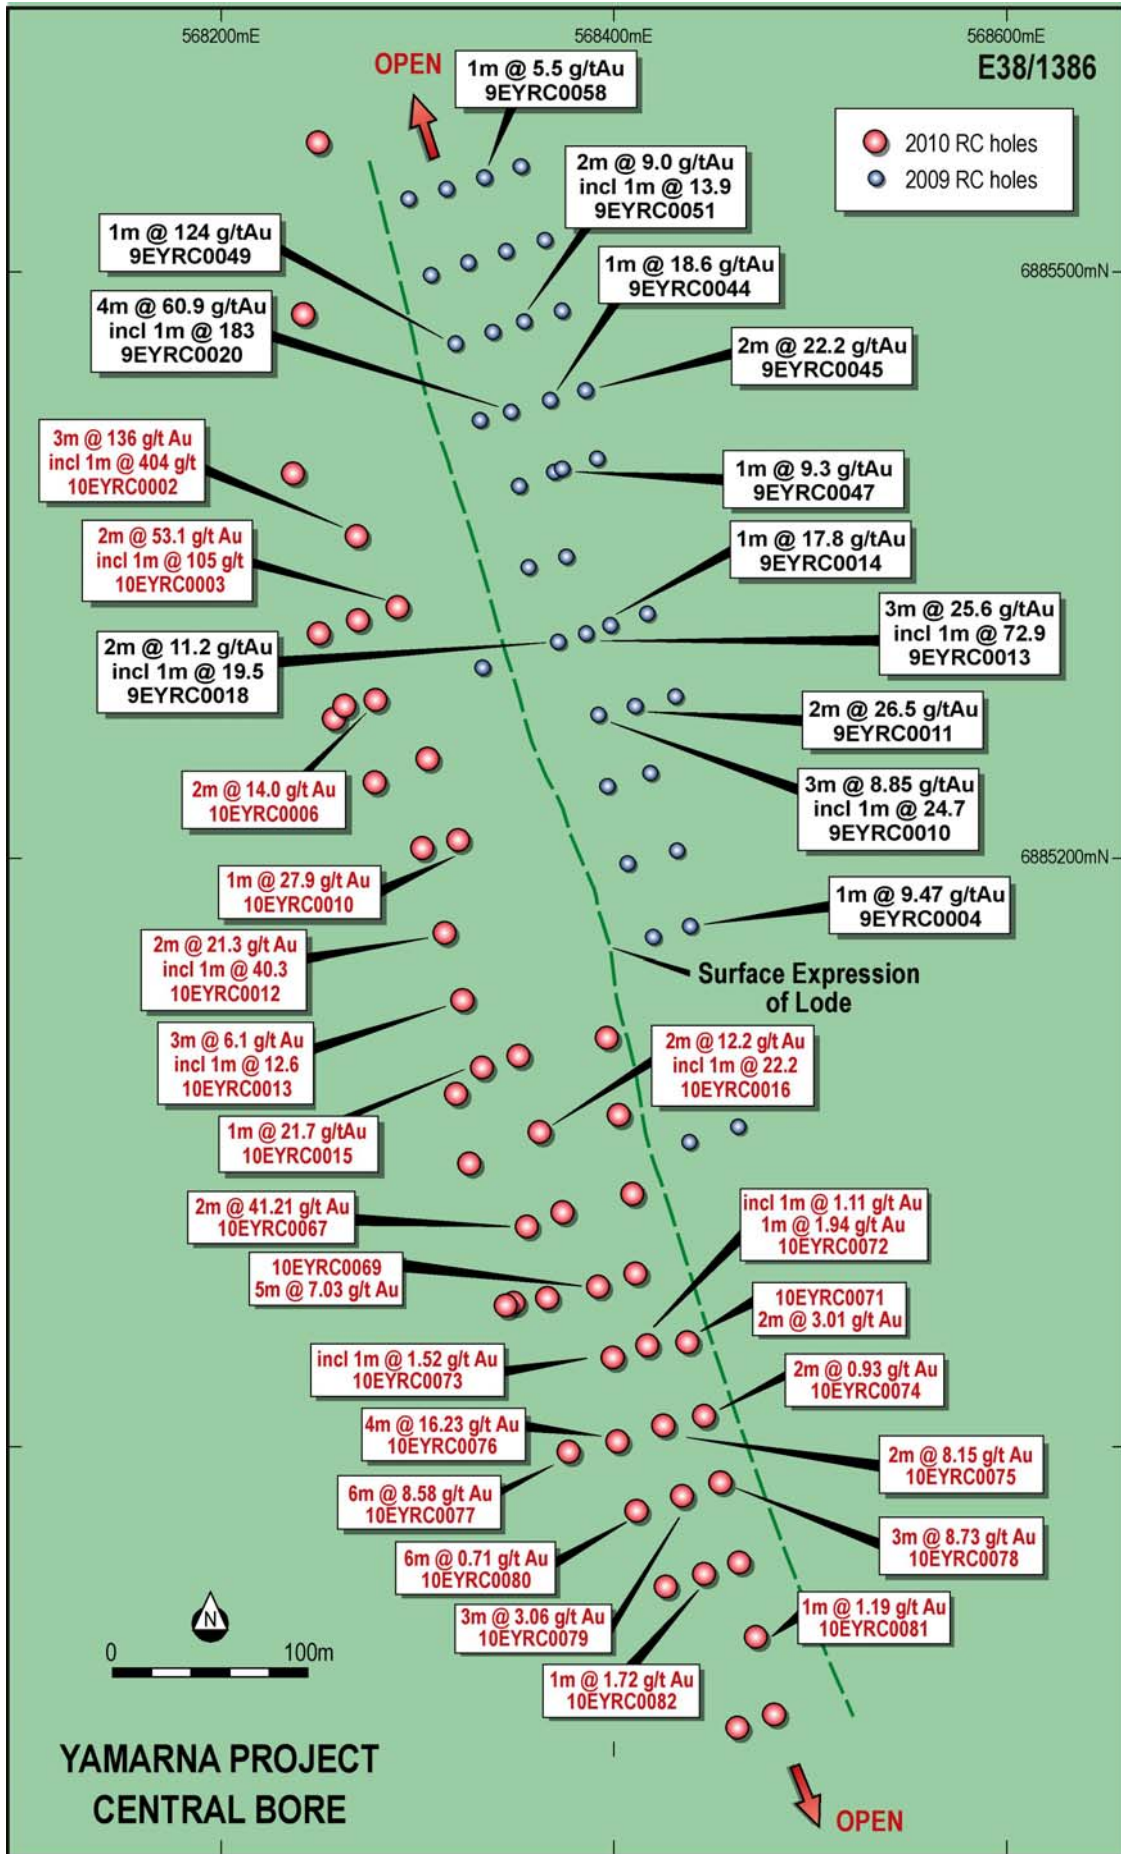 568200mE
568400mE
568600mE
E38/1386
OPEN
1m @ 5.5 g/tAu
9EYRC0058
2010 RC holes
2009 RC holes
2m @ 9.0 g/tAu
incl 1m @ 13.9
9EYRC0051
1m @ 124 g/tAu
9EYRC0049
1m @ 18.6 g/tAu
9EYRC0044
6885500mN
4m @ 60.9 g/tAu
incl 1m @ 183
9EYRC0020
2m @ 22.2 g/tAu
9EYRC0045
3m @ 136 g/t Au
incl 1m @ 404 g/t
10EYRC0002
1m @ 9.3 g/tAu
9EYRC0047
2m @ 53.1 g/t Au
incl 1m @ 105 g/t
10EYRC0003
1m @ 17.8 g/tAu
9EYRC0014
3m @ 25.6 g/tAu
incl 1m @ 72.9
9EYRC0013
2m @ 11.2 g/tAu
incl 1m @ 19.5
9EYRC0018
2m @ 26.5 g/tAu
9EYRC0011
2m @ 14.0 g/t Au
10EYRC0006
3m @ 8.85 g/tAu
incl 1m @ 24.7
9EYRC0010
6885200mN
1m @ 27.9 g/t Au
10EYRC0010
1m @ 9.47 g/tAu
9EYRC0004
2m @ 21.3 g/t Au
incl 1m @ 40.3
10EYRC0012
Surface Expression
of Lode
3m @ 6.1 g/t Au
incl 1m @ 12.6
10EYRC0013
2m @ 12.2 g/t Au
incl 1m @ 22.2
10EYRC0016
1m @ 21.7 g/tAu
10EYRC0015
2m @ 41.21 g/t Au
10EYRC0067
incl 1m @ 1.11 g/t Au
1m @ 1.94 g/t Au
10EYRC0072
10EYRC0069
5m @ 7.03 g/t Au
10EYRC0071
2m @ 3.01 g/t Au
incl 1m @ 1.52 g/t Au
10EYRC0073
2m @ 0.93 g/t Au
10EYRC0074
4m @ 16.23 g/t Au
10EYRC0076
2m @ 8.15 g/t Au
10EYRC0075
6m @ 8.58 g/t Au
10EYRC0077
3m @ 8.73 g/t Au
10EYRC0078
6m @ 0.71 g/t Au
10EYRC0080
3m @ 3.06 g/t Au
10EYRC0079
1m @ 1.19 g/t Au
10EYRC0081
1m @ 1.72 g/t Au
10EYRC0082
N
0 100m
YAMARNA PROJECT
CENTRAL BORE
OPEN